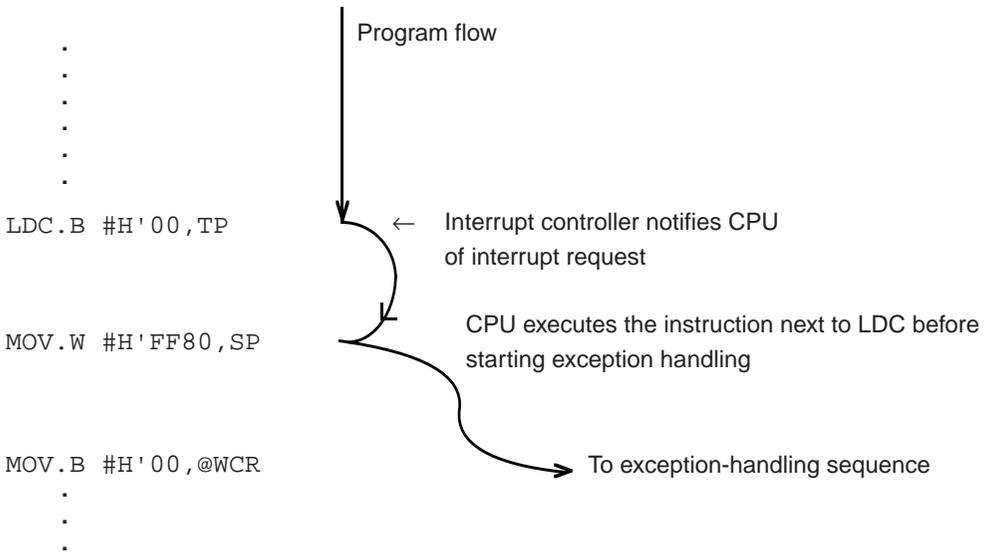 Program flow
LDC.B #H'00,TP
← Interrupt controller notifies CPU
of interrupt request
MOV.W #H'FF80,SP
CPU executes the instruction next to LDC before
starting exception handling
MOV.B #H'00,@WCR
To exception-handling sequence